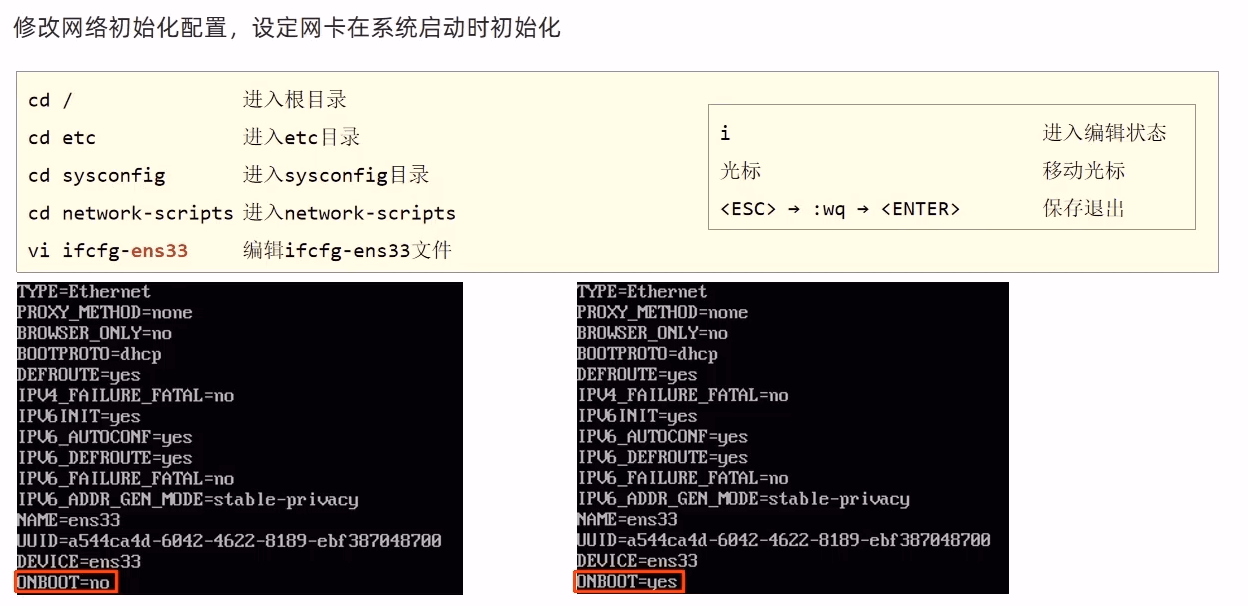 修改网络初始化配置，设定网卡在系统启动时初始化
cd / 进入根目录
cd etc 进入etc目录
cd sysconfig 进入sysconfig目录
cd network-scripts 进入network-scripts
vi ifcfg-ens33 编辑ifcfg-ens33文件
i 进入编辑状态
光标 移动光标
<ESC> → :wq → <ENTER> 保存退出
TYPE=Ethernet
PROXY_METHOD=none
BROWSER_ONLY=no
BOOTPROTO=dhcp
DEFROUTE=yes
IPV4_FAILURE_FATAL=no
IPV6INIT=yes
IPV6_AUTOCONF=yes
IPV6_DEFROUTE=yes
IPV6_FAILURE_FATAL=no
IPV6_ADDR_GEN_MODE=stable-privacy
NAME=ens33
UUID=a544ca4d-6042-4622-8189-ebf387048700
DEVICE=ens33
ONBOOT=no
TYPE=Ethernet
PROXY_METHOD=none
BROWSER_ONLY=no
BOOTPROTO=dhcp
DEFROUTE=yes
IPV4_FAILURE_FATAL=no
IPV6INIT=yes
IPV6_AUTOCONF=yes
IPV6_DEFROUTE=yes
IPV6_FAILURE_FATAL=no
IPV6_ADDR_GEN_MODE=stable-privacy
NAME=ens33
UUID=a544ca4d-6042-4622-8189-ebf387048700
DEVICE=ens33
ONBOOT=yes